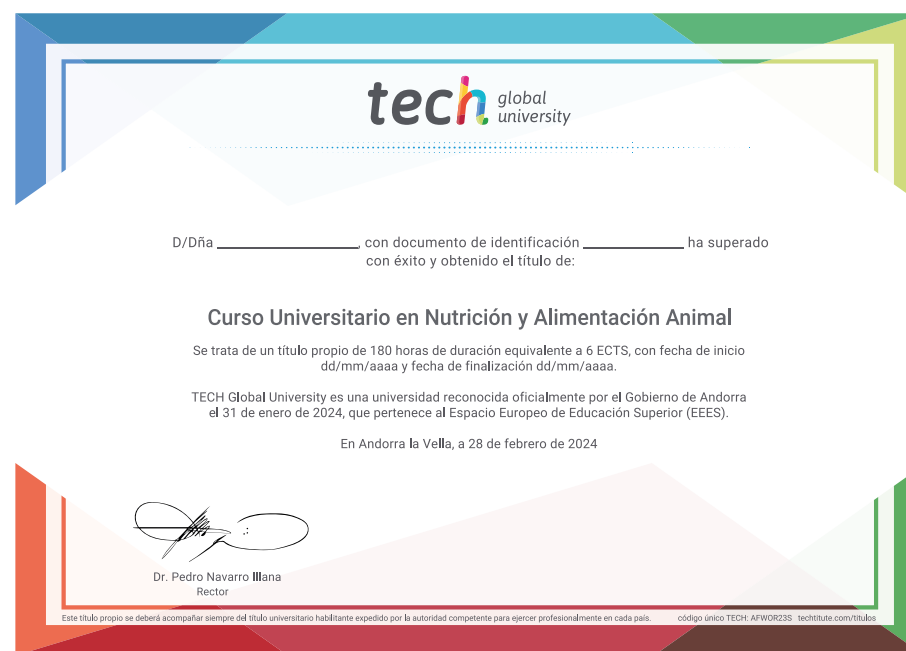 tech global
university
D/Dña ____________________, con documento de identificación ______________ ha superado
con éxito y obtenido el título de:
Curso Universitario en Nutrición y Alimentación Animal
Se trata de un título propio de 180 horas de duración equivalente a 6 ECTS, con fecha de inicio
dd/mm/aaaa y fecha de finalización dd/mm/aaaa.
TECH Global University es una universidad reconocida oficialmente por el Gobierno de Andorra
el 31 de enero de 2024, que pertenece al Espacio Europeo de Educación Superior (EEES).
En Andorra la Vella, a 28 de febrero de 2024
Dr. Pedro Navarro Illana
Rector
Este título propio se deberá acompañar siempre del título universitario habilitante expedido por la autoridad competente para ejercer profesionalmente en cada país. código único TECH: AFWOR23S techtitute.com/titulos